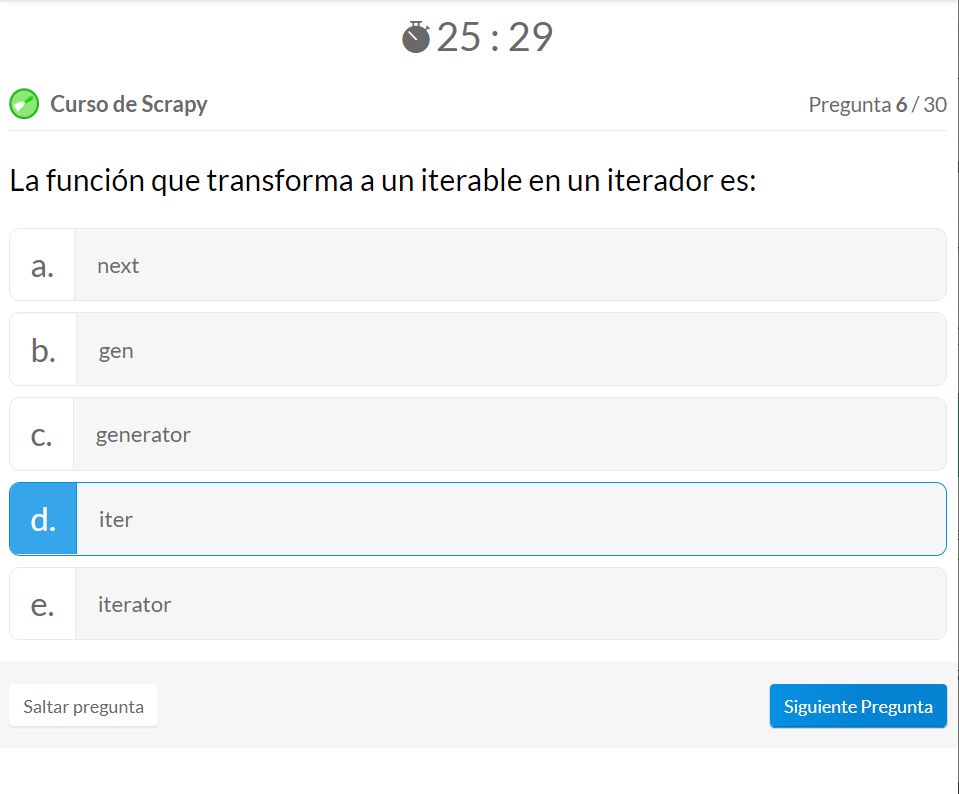 25 : 29
Curso de Scrapy
Pregunta 6 / 30
La función que transforma a un iterable en un iterador es:
a. next
b. gen
c. generator
d. iter
e. iterator
Saltar pregunta
Siguiente Pregunta